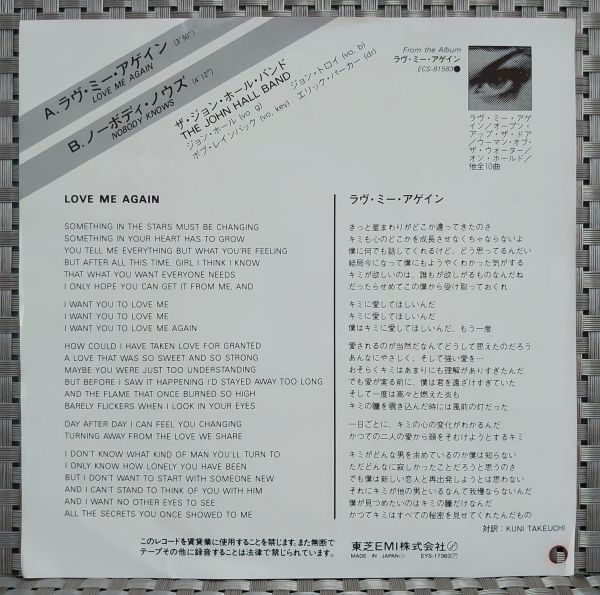 A. ラヴ・ミー・アゲイン (3'50")
LOVE ME AGAIN
B. ノーボディ・ノウズ (4'12")
NOBODY KNOWS
ザ・ジョン・ホール・バンド
THE JOHN HALL BAND
ジョン・ホール(vo. g) ジョン・トロイ(vo. b)
ボブ・レインバック(vo. key) エリック・パーカー(dr)
From the Album
ラヴ・ミー・アゲイン
ECS-81583●
ラヴ・ミー・アゲ
イン／オープン・
アップ・ザ・ドア
／ウーマン・オブ・
ザ・ウォーター／
オン・ホールド／
他全10曲
LOVE ME AGAIN
SOMETHING IN THE STARS MUST BE CHANGING
SOMETHING IN YOUR HEART HAS TO GROW
YOU TELL ME EVERYTHING BUT WHAT YOU'RE FEELING
BUT AFTER ALL THIS TIME. GIRL I THINK I KNOW
THAT WHAT YOU WANT EVERYONE NEEDS
I ONLY HOPE YOU CAN GET IT FROM ME, AND
I WANT YOU TO LOVE ME
I WANT YOU TO LOVE ME
I WANT YOU TO LOVE ME AGAIN
HOW COULD I HAVE TAKEN LOVE FOR GRANTED
A LOVE THAT WAS SO SWEET AND SO STRONG
MAYBE YOU WERE JUST TOO UNDERSTANDING
BUT BEFORE I SAW IT HAPPENING I'D STAYED AWAY TOO LONG
AND THE FLAME THAT ONCE BURNED SO HIGH
BARELY FLICKERS WHEN I LOOK IN YOUR EYES
DAY AFTER DAY I CAN FEEL YOU CHANGING
TURNING AWAY FROM THE LOVE WE SHARE
I DON'T KNOW WHAT KIND OF MAN YOU'LL TURN TO
I ONLY KNOW HOW LONELY YOU HAVE BEEN
BUT I DON'T WANT TO START WITH SOMEONE NEW
AND I CAN'T STAND TO THINK OF YOU WITH HIM
AND I WANT NO OTHER EYES TO SEE
ALL THE SECRETS YOU ONCE SHOWED TO ME
ラヴ・ミー・アゲイン
きっと星まわりがどこか違ってきたのさ
キミも心のどこかを成長させなくちゃならないよ
僕に何でも話してくれるけど、どう思ってるんだい
結局今になって僕にもようやくわかった気がする
キミが欲しいのは、誰もが欲しがるものなんだね
だったらせめてこの僕から受け取っておくれ
キミに愛してほしいんだ
キミに愛してほしいんだ
僕はキミに愛してほしいんだ、もう一度
愛されるのが当然だなんてどうして思えたのだろう
あんなにやさしく、そして強い愛を…
おそらくキミはあまりにも理解がありすぎたんだ
でも愛が実る前に、僕は君を遠ざけすぎていた
そして一度は高々と燃えた炎も
キミの瞳を覗き込んだ時には風前の灯だった
一日ごとに、キミの心の変化がわかるんだ
かつての二人の愛から顔をそむけようとするキミ
キミがどんな男を求めているのか僕は知らない
ただどんなに寂しかったことだろうと思うのさ
でも僕は新しい恋人と再出発しようとは思わない
それにキミが他の男といるなんて我慢ならないんだ
僕が見つめたいのはキミの瞳だけなんだ
かつてキミはすべての秘密を見せてくれたんだもの
対訳：KUNI TAKEUCHI
このレコードを賃貸業に使用することを禁じます。また無断で
テープその他に録音することは法律で禁じられています。
東芝EMI株式会社
MADE IN JAPAN
EYS-17363